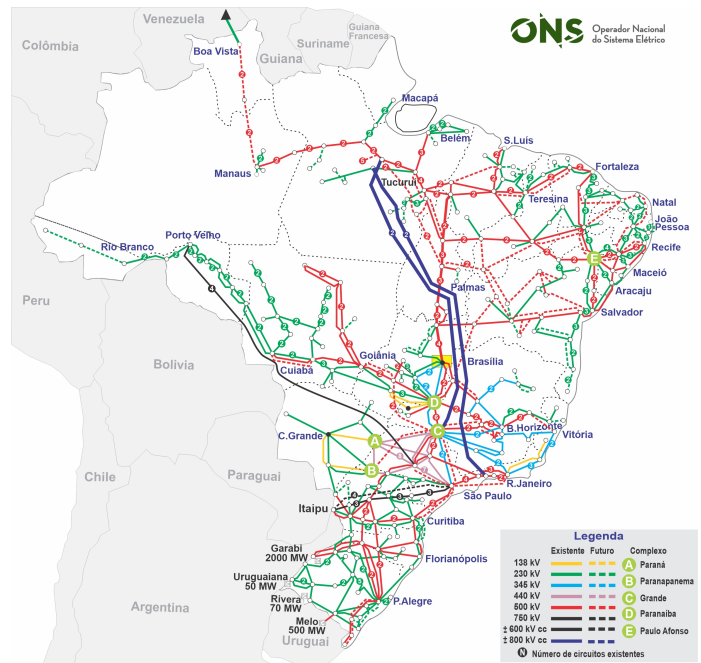 Venezuela
Guiana
Francesa
Suriname
Guiana
Colômbia
Boa Vista
ONS
Operador Nacional
do Sistema Elétrico
Macapá
Belém
S.Luis
Fortaleza
Manaus
Tucuruí
Teresina
Natal
João
Pessoa
Recife
Maceió
Aracaju
Salvador
E
Porto Velho
Rio Branco
4
Palmas
Peru
Bolívia
Cuiabá
Goiânia
Brasília
D
C
B.Horizonte
Vitória
C.Grande
A
B
R.Janeiro
São Paulo
Chile
Paraguai
Itaipu
Curitiba
Garabi
2000 MW
Florianópolis
Uruguaiana
50 MW
Rivera
70 MW
P.Alegre
Melo
500 MW
Argentina
Uruguai
Legenda
Existente Futuro Complexo
138 kV A Paraná
230 kV B Paranapanema
345 kV
440 kV C Grande
500 kV D Paranaíba
750 kV
± 600 kV cc E Paulo Afonso
± 800 kV cc
N Número de circuitos existentes